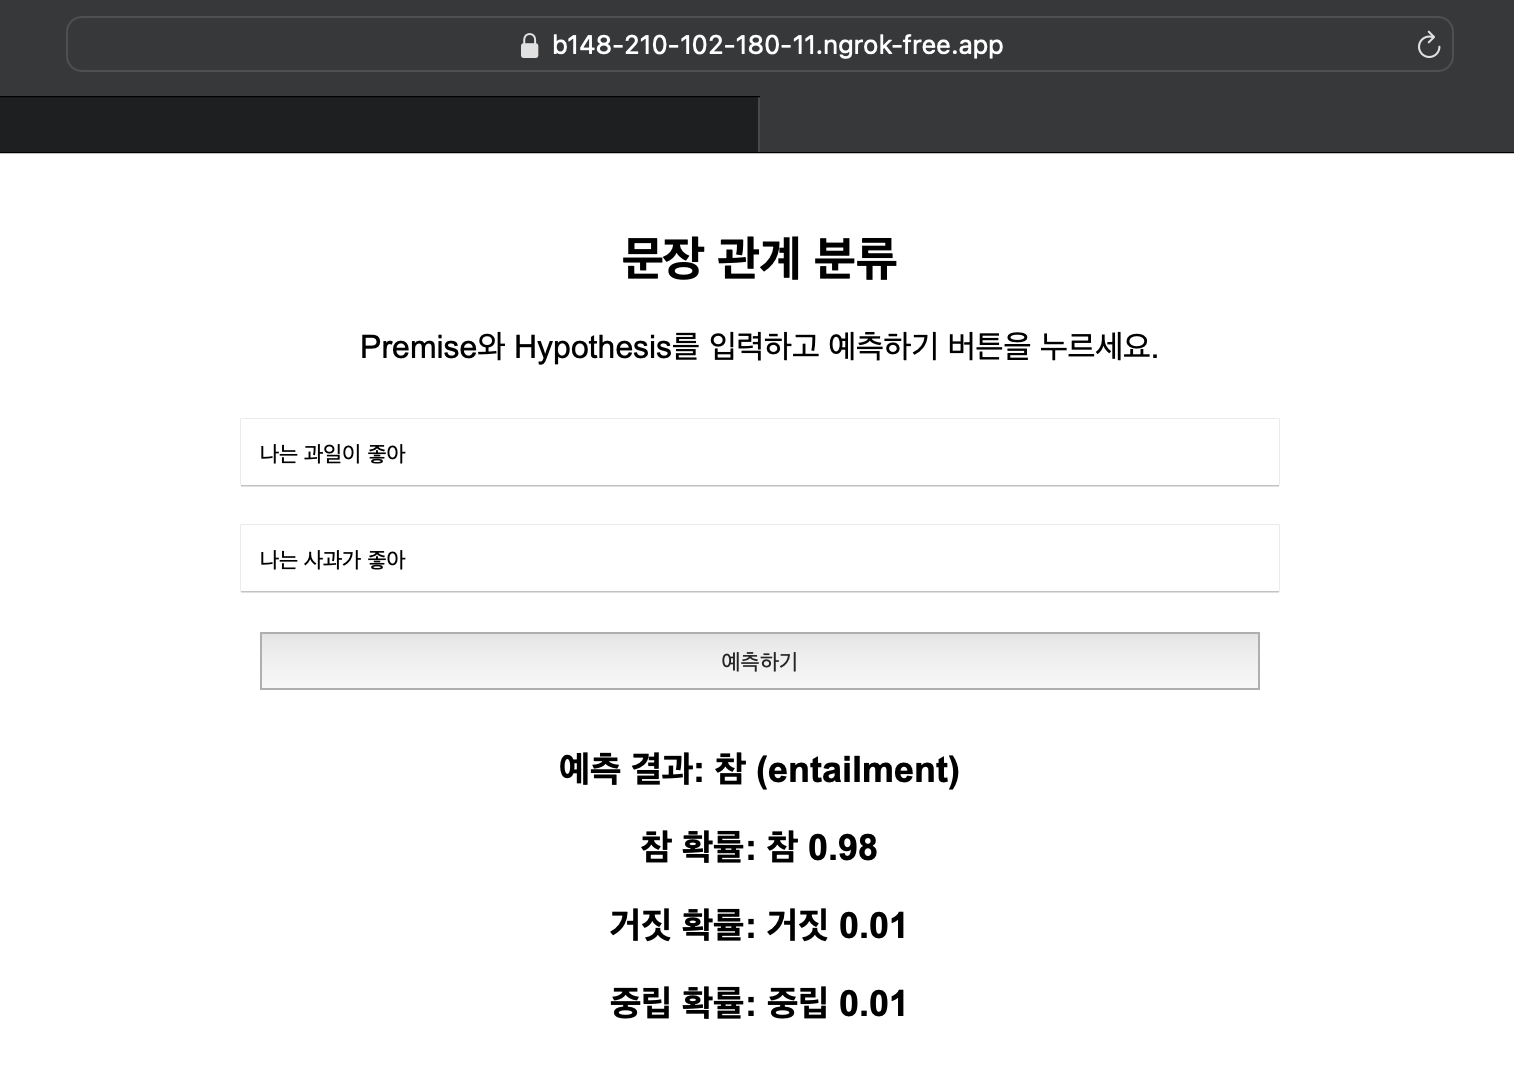 b148-210-102-180-11.ngrok-free.app
문장 관계 분류
Premise와 Hypothesis를 입력하고 예측하기 버튼을 누르세요.
나는 과일이 좋아
나는 사과가 좋아
예측하기
예측 결과: 참 (entailment)
참 확률: 참 0.98
거짓 확률: 거짓 0.01
중립 확률: 중립 0.01